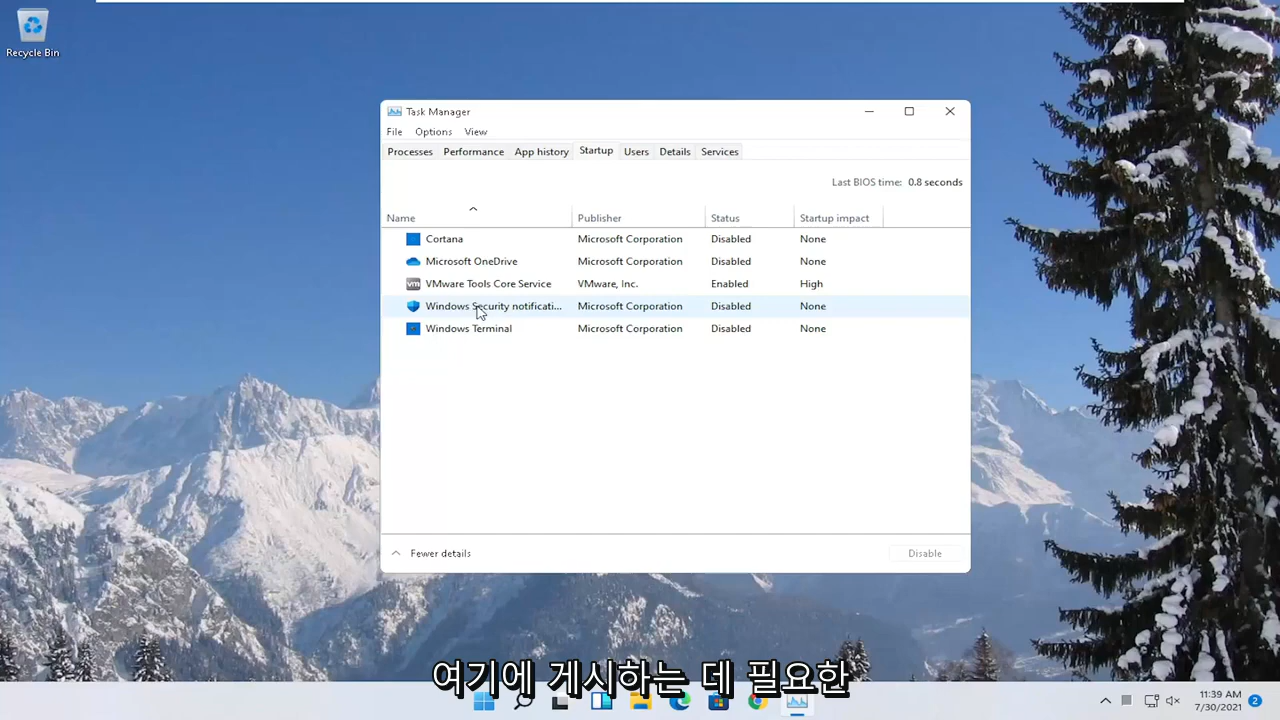 Recycle Bin
Task Manager
File Options View
Processes Performance App history Startup Users Details Services
Last BIOS time: 0.8 seconds
Name Publisher Status Startup impact
Cortana Microsoft Corporation Disabled None
Microsoft OneDrive Microsoft Corporation Disabled None
vm VMware Tools Core Service VMware, Inc. Enabled High
Windows Security notificati... Microsoft Corporation Disabled None
Windows Terminal Microsoft Corporation Disabled None
Fewer details Disable
여기에 게시하는 데 필요한
11:39 AM
7/30/2021 2